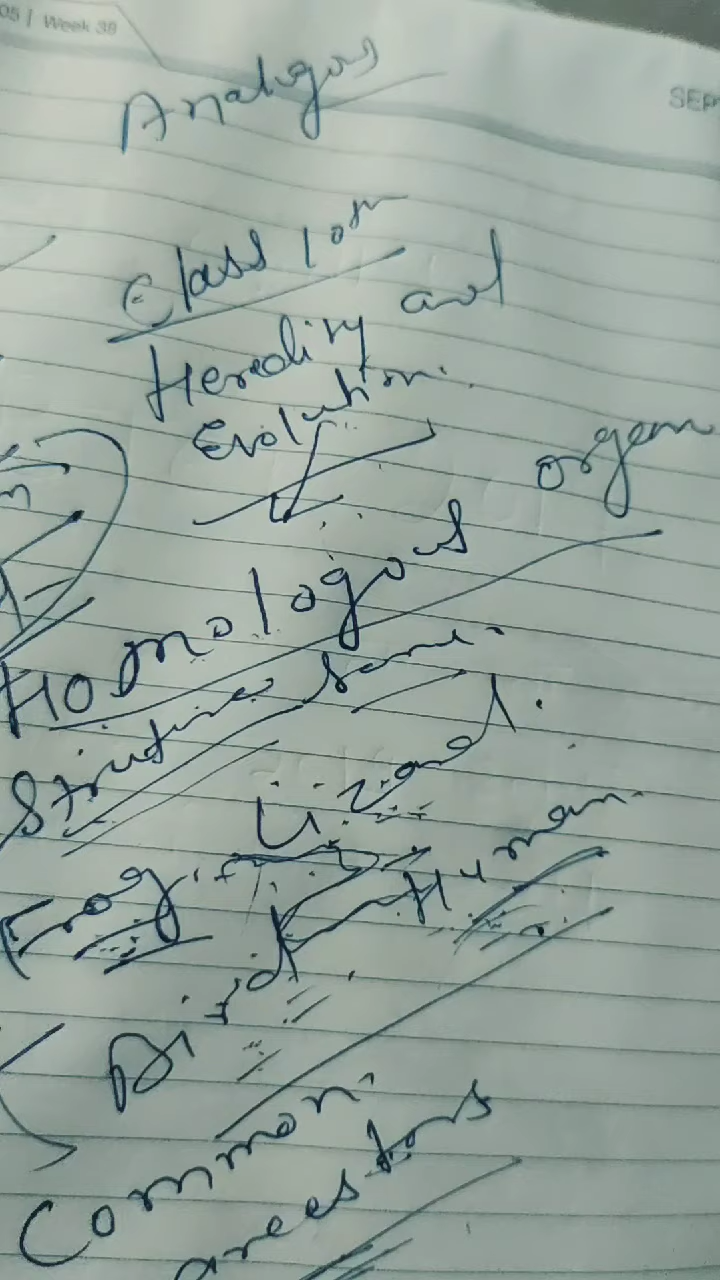 05 / Week 38
SEP
Analogous
Class 10th
Heredity and
Evolution.
Homologous organ
Structures same.
Frog, Lizard.
Bird Human.
Common
ancestors